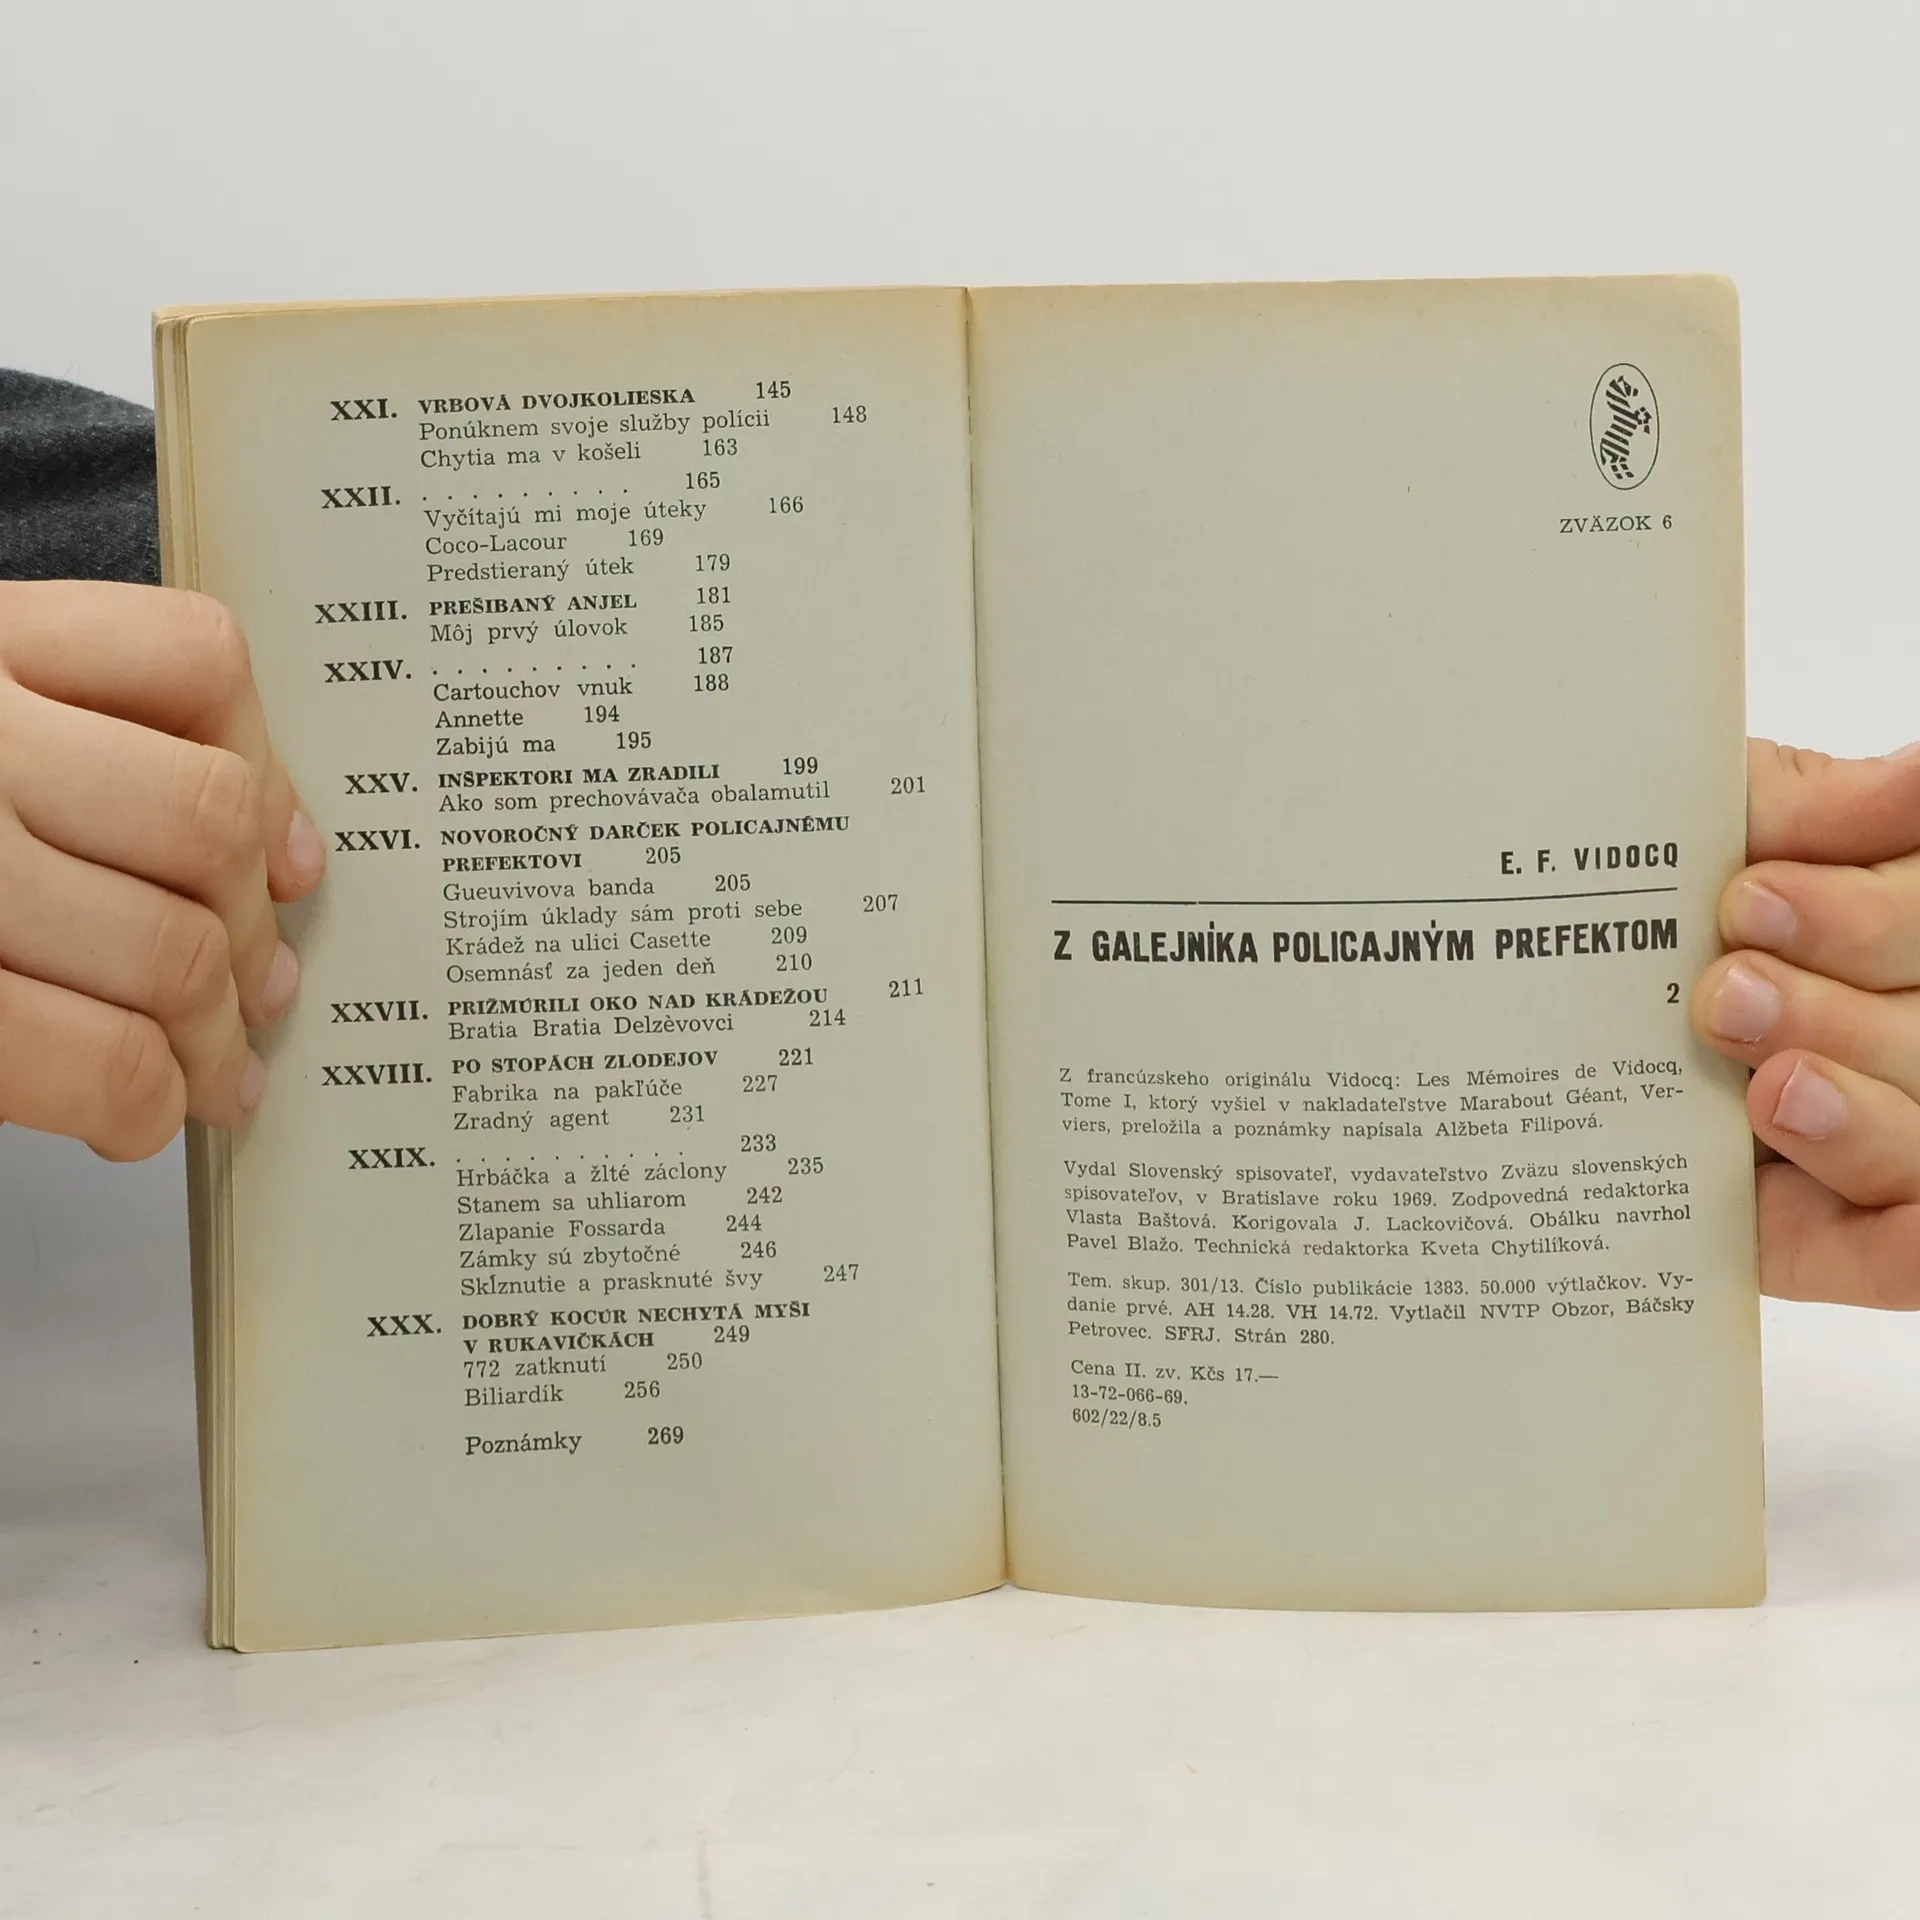 XXI. VRBOVÁ DVOJKOLIESKA 145
Ponúknem svoje služby polícii 148
Chytia ma v košeli 163
XXII. . . . . . . . . . 165
Vyčítajú mi moje úteky 166
Coco-Lacour 169
Predstieraný útek 179
XXIII. PREŠIBANÝ ANJEL 181
Môj prvý úlovok 185
XXIV. . . . . . . . . . 187
Cartouchov vnuk 188
Annette 194
Zabijú ma 195
XXV. INŠPEKTORI MA ZRADILI 199
Ako som prechovávača obalamutil 201
XXVI. NOVOROČNÝ DARČEK POLICAJNÉMU
PREFEKTOVI 205
Gueuvivova banda 205
Strojím úklady sám proti sebe 207
Krádež na ulici Casette 209
Osemnásť za jeden deň 210
XXVII. PRIŽMÚRILI OKO NAD KRÁDEŽOU 211
Bratia Bratia Delzèvovci 214
XXVIII. PO STOPÁCH ZLODEJOV 221
Fabrika na pakľúče 227
Zradný agent 231
XXIX. . . . . . . . . . 233
Hrbáčka a žlté záclony 235
Stanem sa uhliarom 242
Zlapanie Fossarda 244
Zámky sú zbytočné 246
Skĺznutie a prasknuté švy 247
XXX. DOBRÝ KOCÚR NECHYTÁ MYŠI
V RUKAVIČKÁCH 249
772 zatknutí 250
Biliardík 256
Poznámky 269
ZVÄZOK 6
E. F. VIDOCQ
Z GALEJNÍKA POLICAJNÝM PREFEKTOM
2
Z francúzskeho originálu Vidocq: Les Mémoires de Vidocq,
Tome I, ktorý vyšiel v nakladateľstve Marabout Géant, Ver-
viers, preložila a poznámky napísala Alžbeta Filipová.
Vydal Slovenský spisovateľ, vydavateľstvo Zväzu slovenských
spisovateľov, v Bratislave roku 1969. Zodpovedná redaktorka
Vlasta Baštová. Korigovala J. Lackovičová. Obálku navrhol
Pavel Blažo. Technická redaktorka Kveta Chytilíková.
Tem. skup. 301/13. Číslo publikácie 1383. 50.000 výtlačkov. Vy-
danie prvé. AH 14.28. VH 14.72. Vytlačil NVTP Obzor, Báčsky
Petrovec. SFRJ. Strán 280.
Cena II. zv. Kčs 17.—
13-72-066-69.
602/22/8.5